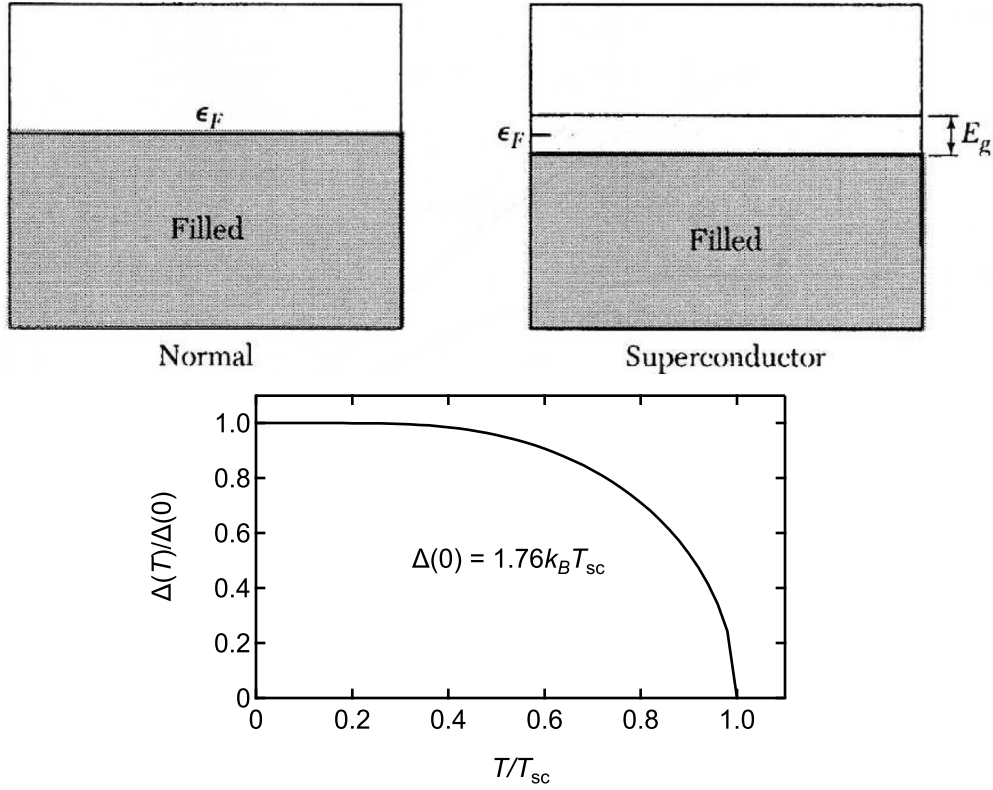 ϵF
Filled
Normal
ϵF
Eg
Filled
Superconductor
Δ(T)/Δ(0)
1.0
0.8
0.6
0.4
0.2
0
Δ(0) = 1.76kBTsc
0 0.2 0.4 0.6 0.8 1.0
T/Tsc